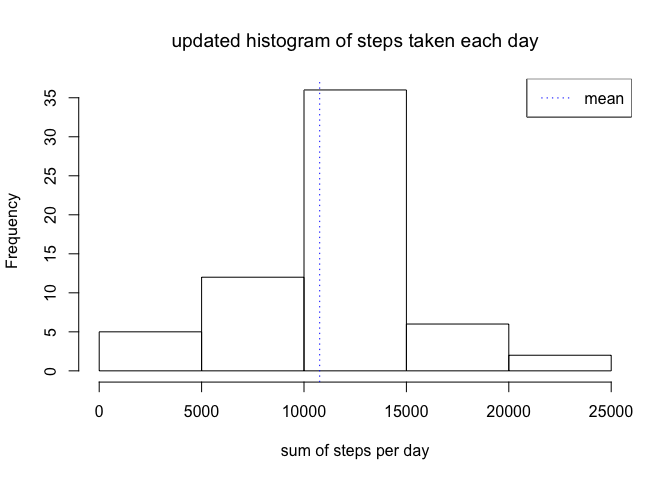 updated histogram of steps taken each day
mean
Frequency
35
30
25
20
15
10
5
0
0 5000 10000 15000 20000 25000
sum of steps per day